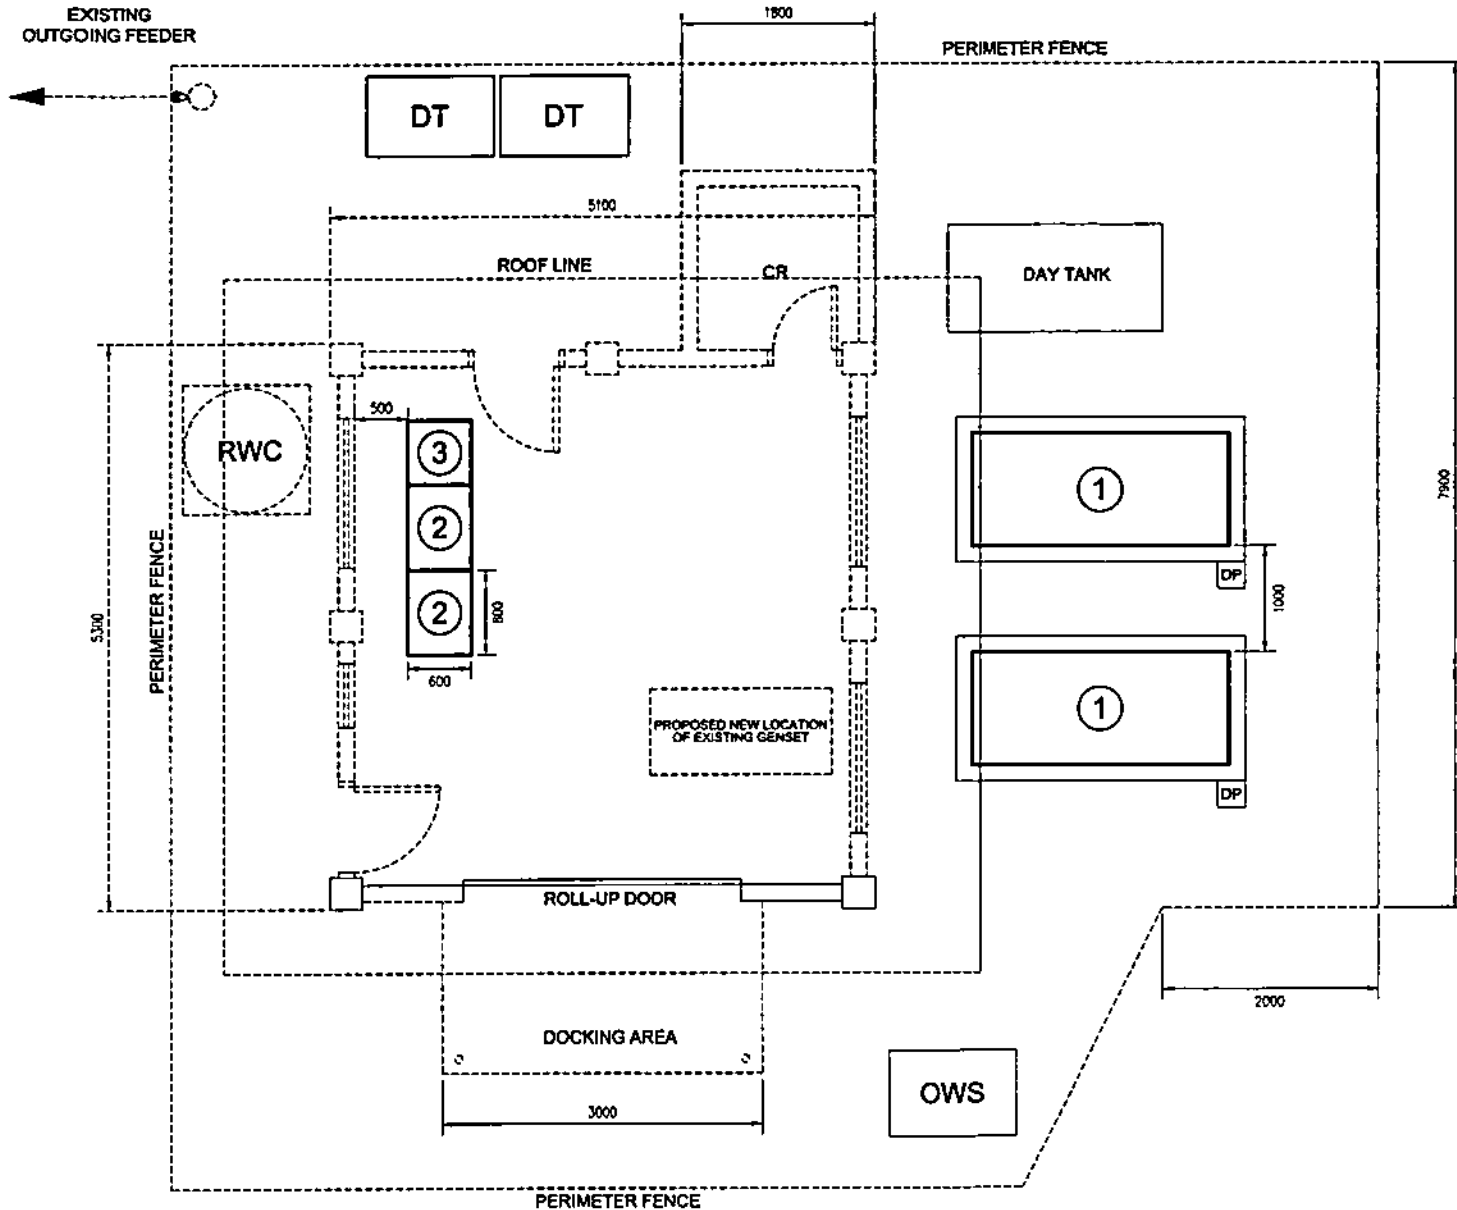 EXISTING
OUTGOING FEEDER
1800
PERIMETER FENCE
DT
DT
5100
ROOF LINE
CR
DAY TANK
500
RWC
3
1
7900
2
PERIMETER FENCE
DP
1000
5300
2
800
600
1
PROPOSED NEW LOCATION
OF EXISTING GENSET
DP
ROLL-UP DOOR
2000
DOCKING AREA
OWS
3000
PERIMETER FENCE